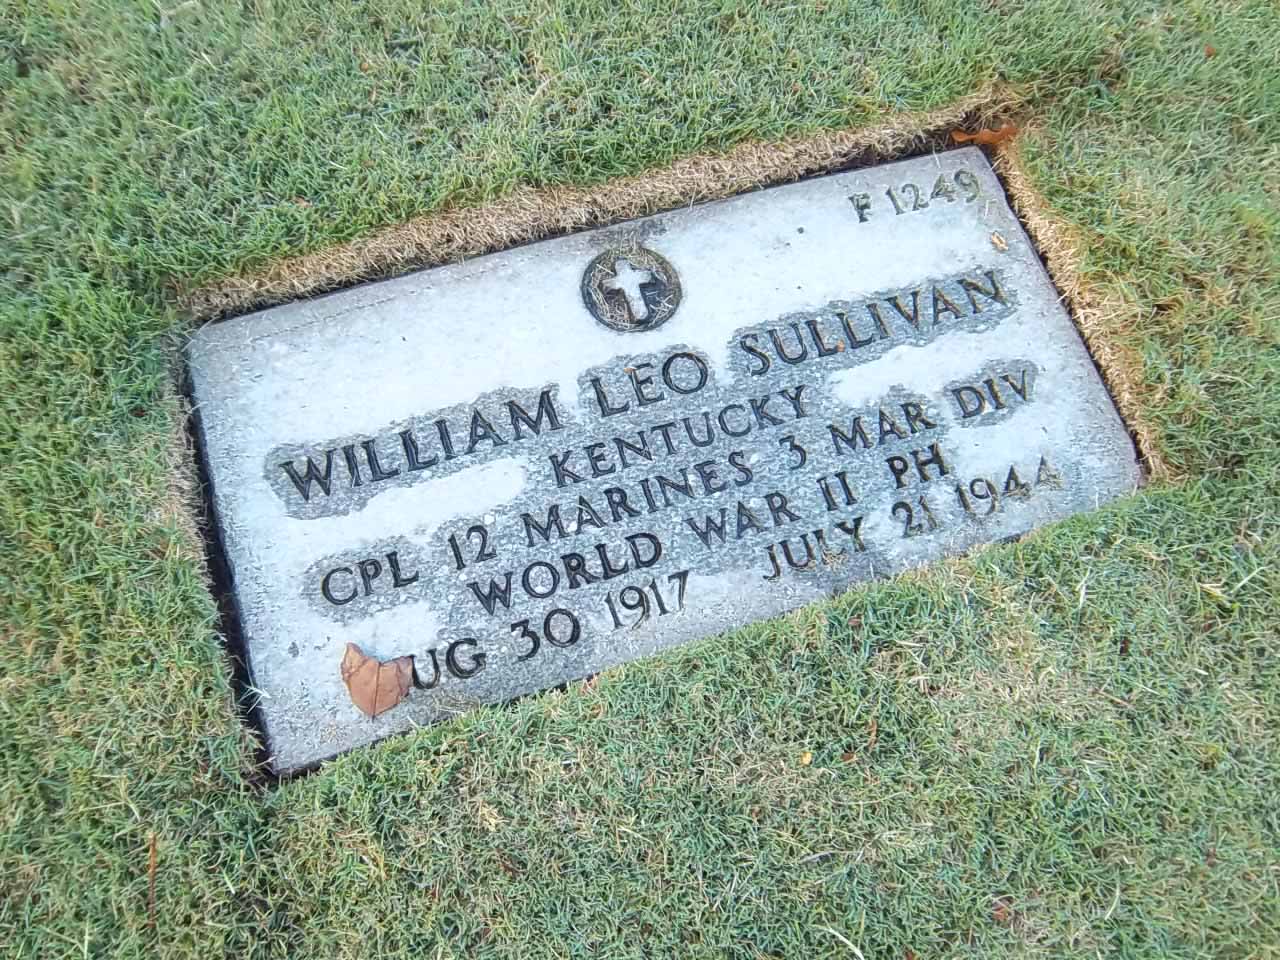 F 1249
WILLIAM LEO SULLIVAN
KENTUCKY
CPL 12 MARINES 3 MAR DIV
WORLD WAR II PH
UG 30 1917 JULY 21 1944